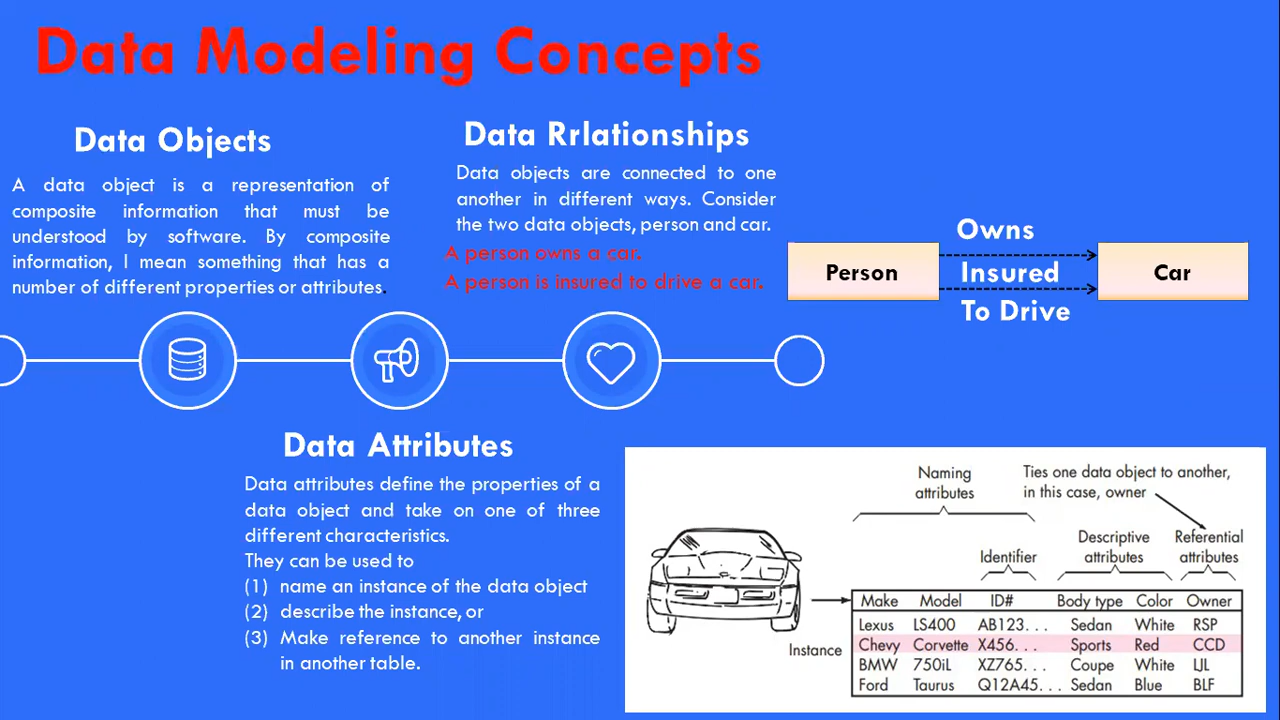 Data Modeling Concepts
Data Objects
A data object is a representation of
composite information that must be
understood by software. By composite
information, I mean something that has a
number of different properties or attributes.
Data Rrlationships
Data objects are connected to one
another in different ways. Consider
the two data objects, person and car.
A person owns a car.
A person is insured to drive a car.
Owns
Person
Insured
Car
To Drive
Data Attributes
Data attributes define the properties of a
data object and take on one of three
different characteristics.
They can be used to
(1) name an instance of the data object
(2) describe the instance, or
(3) Make reference to another instance
in another table.
Naming
attributes
Ties one data object to another,
in this case, owner
Identifier
Descriptive
attributes
Referential
attributes
Instance
Make Model ID# Body type Color Owner
Lexus LS400 AB123. . . Sedan White RSP
Chevy Corvette X456. . . Sports Red CCD
BMW 750iL XZ765. . . Coupe White LJL
Ford Taurus Q12A45. . . Sedan Blue BLF